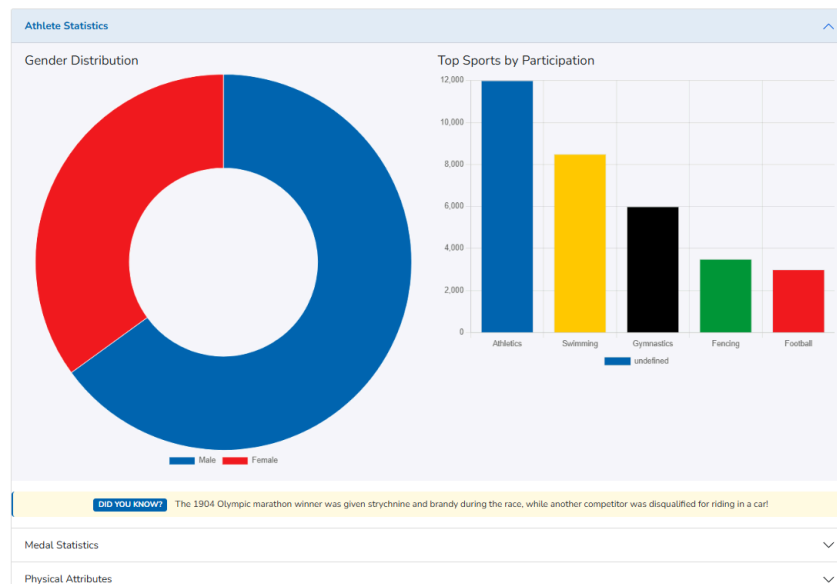 Athlete Statistics
Gender Distribution
Male Female
Top Sports by Participation
12,000
10,000
8,000
6,000
4,000
2,000
0
Athletics Swimming Gymnastics Fencing Football
undefined
DID YOU KNOW? The 1904 Olympic marathon winner was given strychnine and brandy during the race, while another competitor was disqualified for riding in a car!
Medal Statistics
Physical Attributes